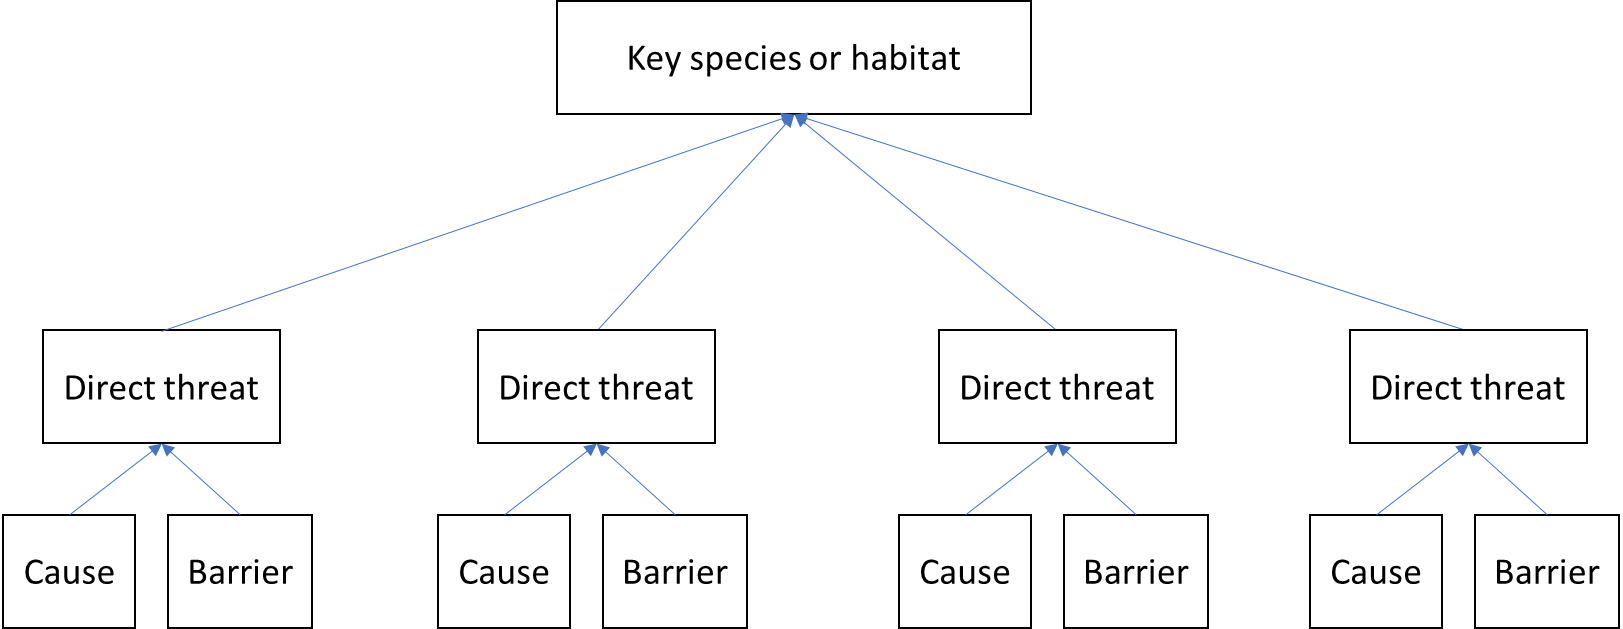 Key species or habitat
Direct threat
Direct threat
Direct threat
Direct threat
Cause
Barrier
Cause
Barrier
Cause
Barrier
Cause
Barrier